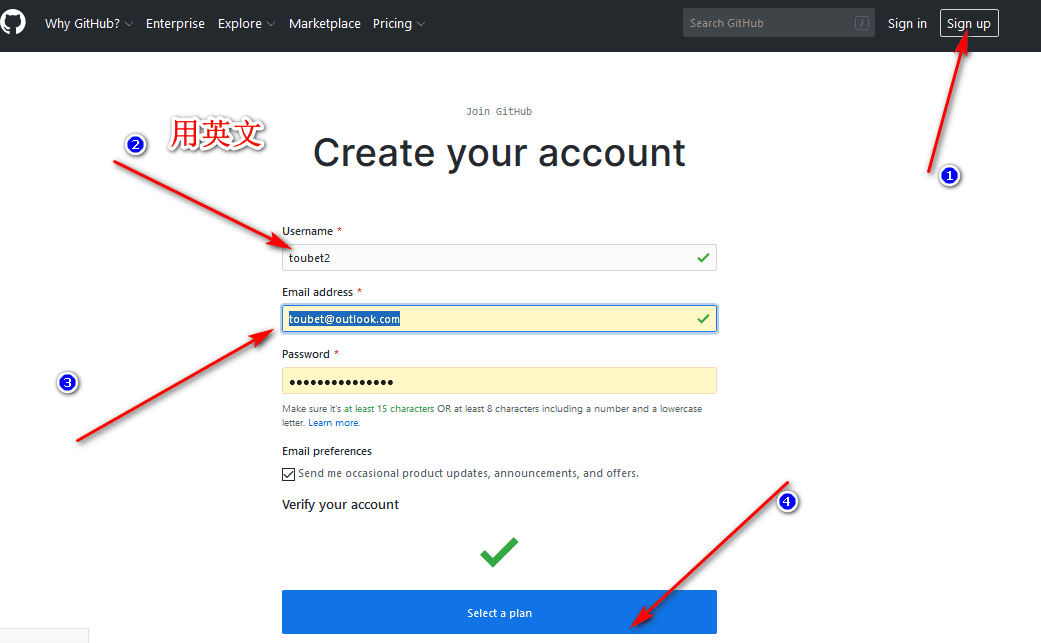 Why GitHub? Enterprise Explore Marketplace Pricing Search GitHub / Sign in Sign up
1
Join GitHub
2 用英文
Create your account
Username *
toubet2
Email address *
toubet@outlook.com
3
Password *
•••••••••••••••
Make sure it's at least 15 characters OR at least 8 characters including a number and a lowercase
letter. Learn more.
Email preferences
Send me occasional product updates, announcements, and offers.
4
Verify your account
Select a plan